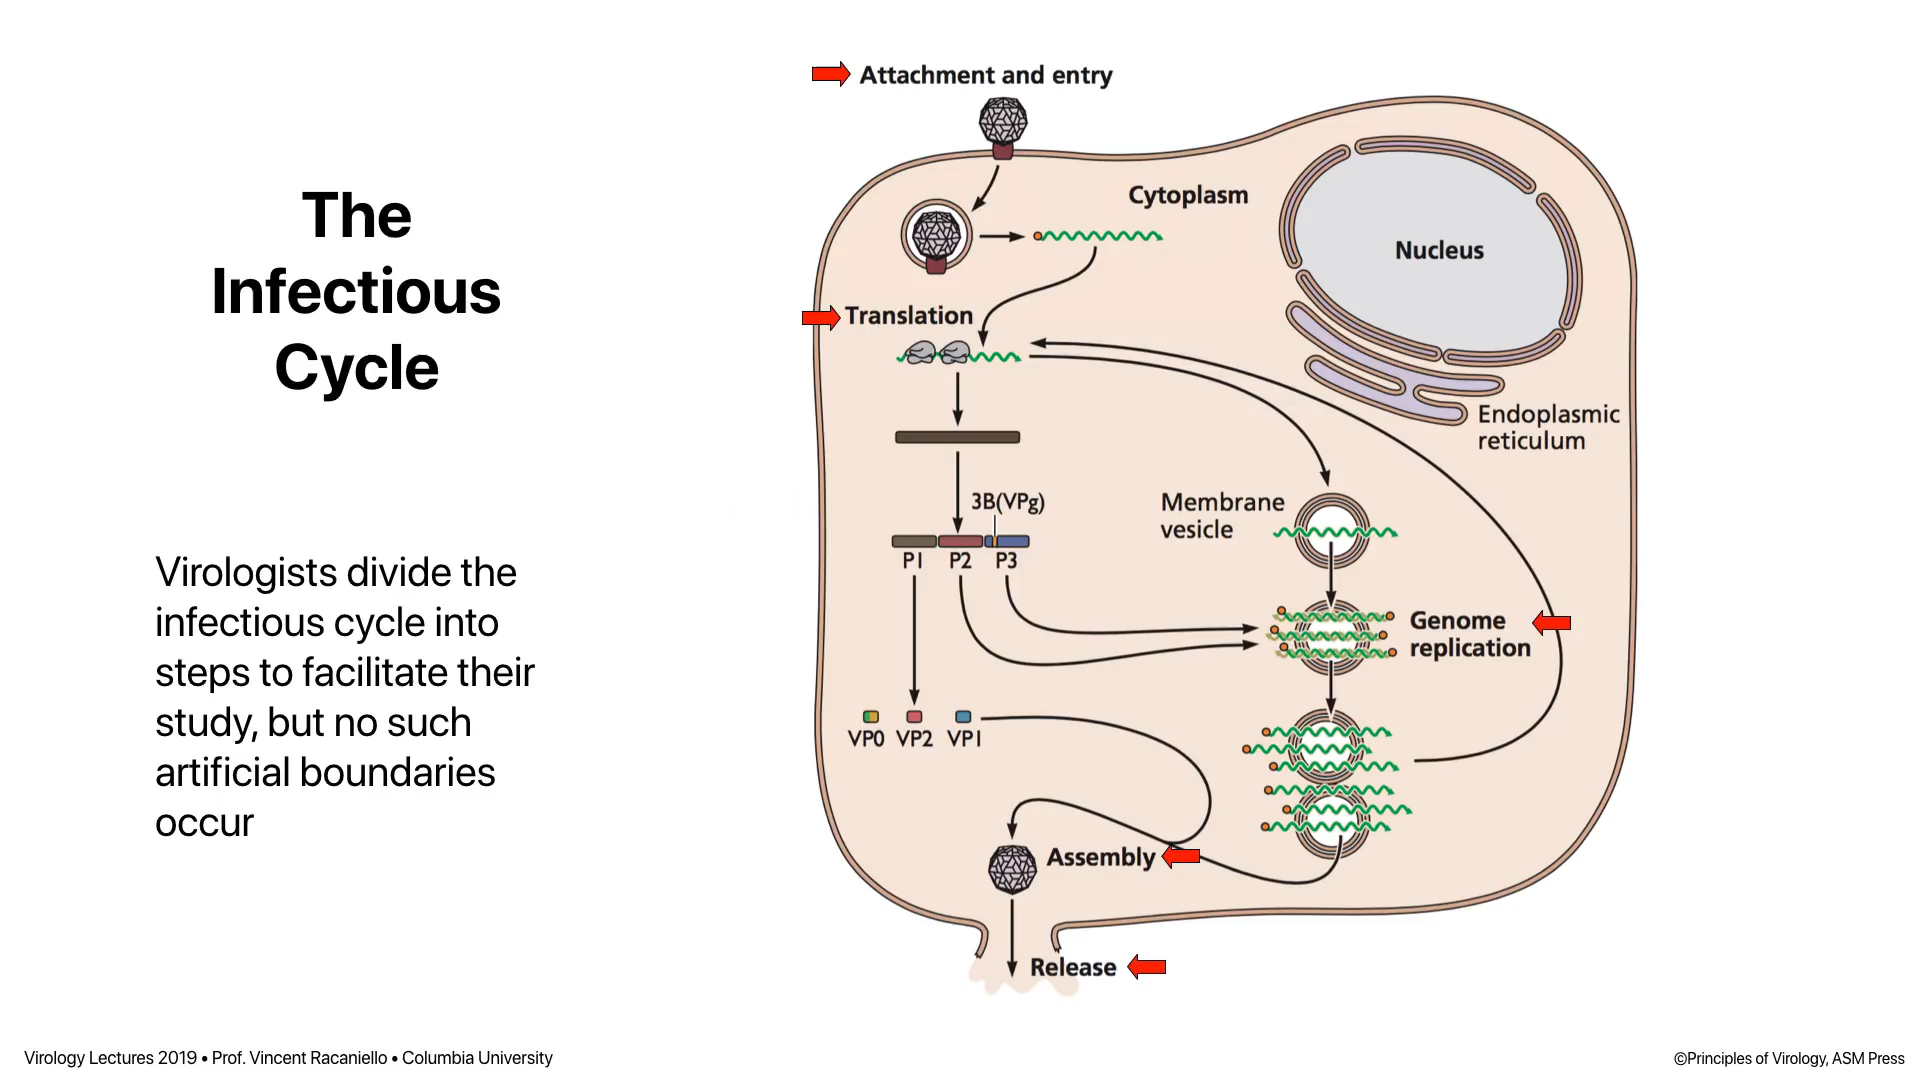 The
Infectious
Cycle
Virologists divide the
infectious cycle into
steps to facilitate their
study, but no such
artificial boundaries
occur
Attachment and entry
Cytoplasm
Nucleus
Translation
Endoplasmic
reticulum
3B(VPg)
Membrane
vesicle
P1 P2 P3
Genome
replication
VP0 VP2 VP1
Assembly
Release
Virology Lectures 2019 • Prof. Vincent Racaniello • Columbia University
©Principles of Virology, ASM Press